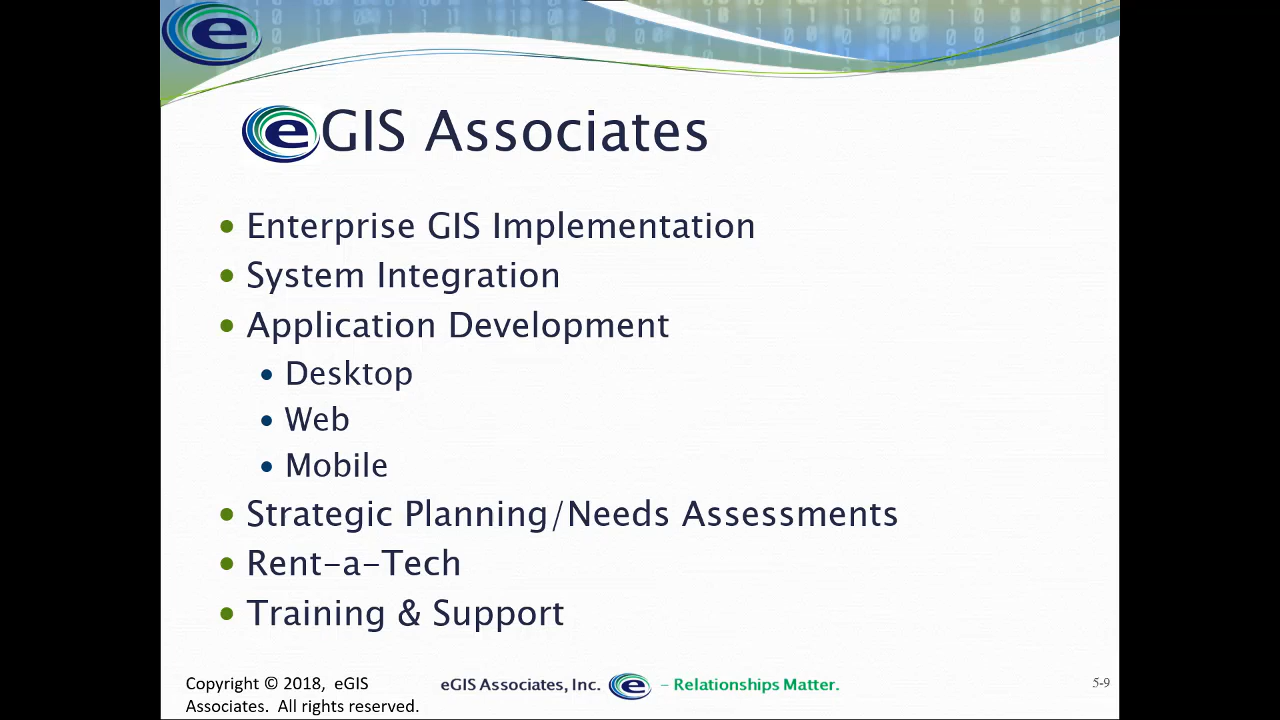 e
eGIS Associates
• Enterprise GIS Implementation
• System Integration
• Application Development
• Desktop
• Web
• Mobile
• Strategic Planning/Needs Assessments
• Rent-a-Tech
• Training & Support
Copyright © 2018, eGIS
Associates. All rights reserved.
eGIS Associates, Inc. e – Relationships Matter.
5-9